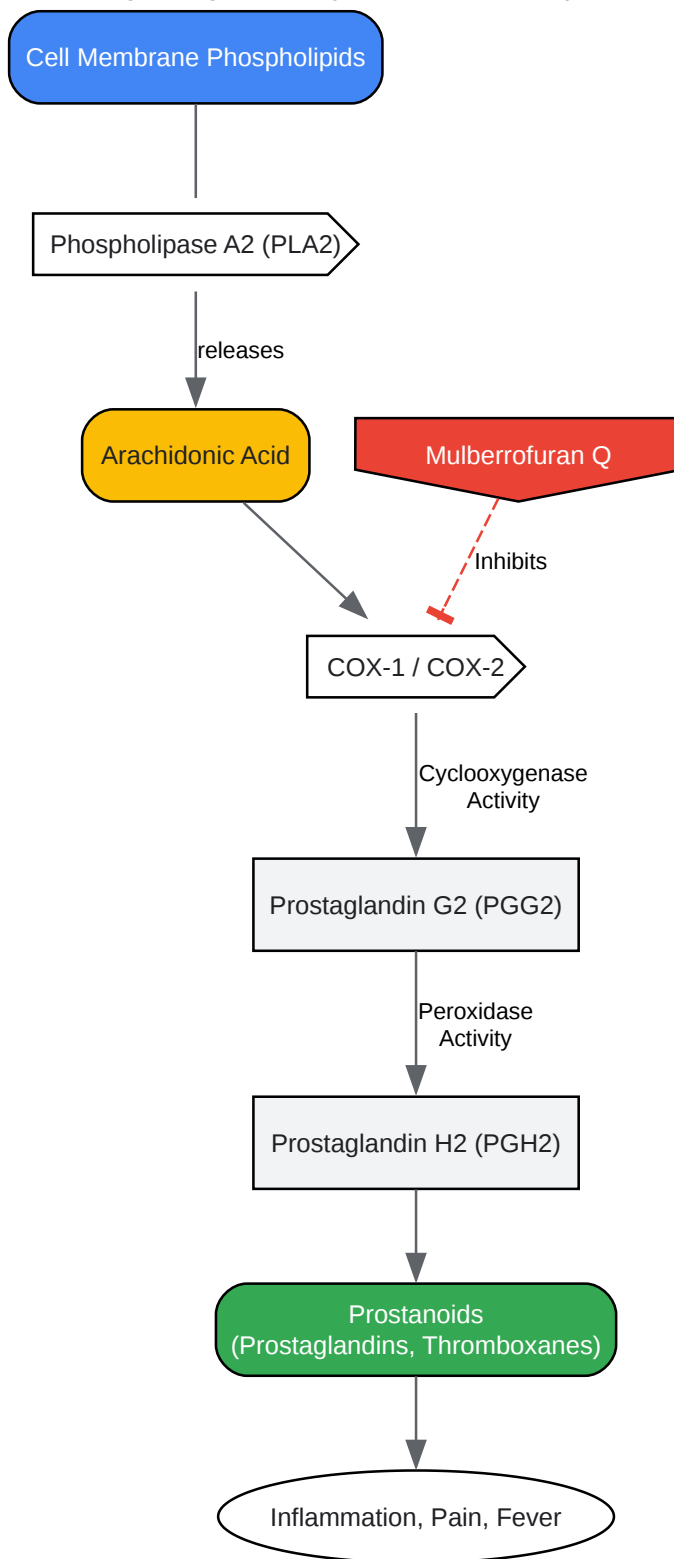 Cell Membrane Phospholipids
Phospholipase A2 (PLA2)
releases
Arachidonic Acid
Mulberrofuran Q
Inhibits
COX-1 / COX-2
Cyclooxygenase
Activity
Prostaglandin G2 (PGG2)
Peroxidase
Activity
Prostaglandin H2 (PGH2)
Prostanoids
(Prostaglandins, Thromboxanes)
Inflammation, Pain, Fever